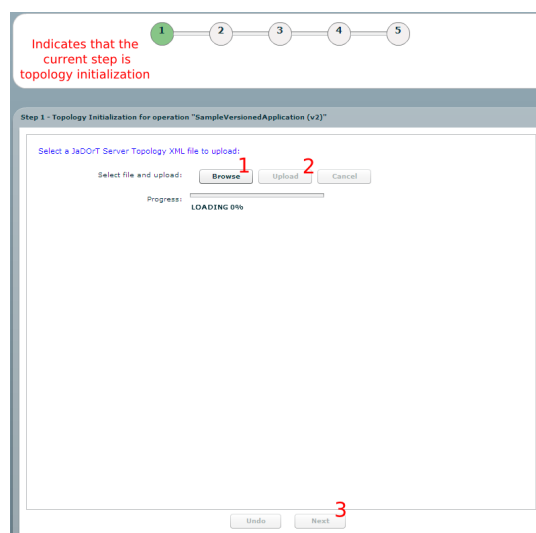 1 2 3 4 5
Indicates that the
current step is
topology initialization
Step 1 - Topology Initialization for operation "SampleVersionedApplication (v2)"
Select a JaDOrT Server Topology XML file to upload:
1 2
Select file and upload: Browse Upload Cancel
Progress:
LOADING 0%
3
Undo Next